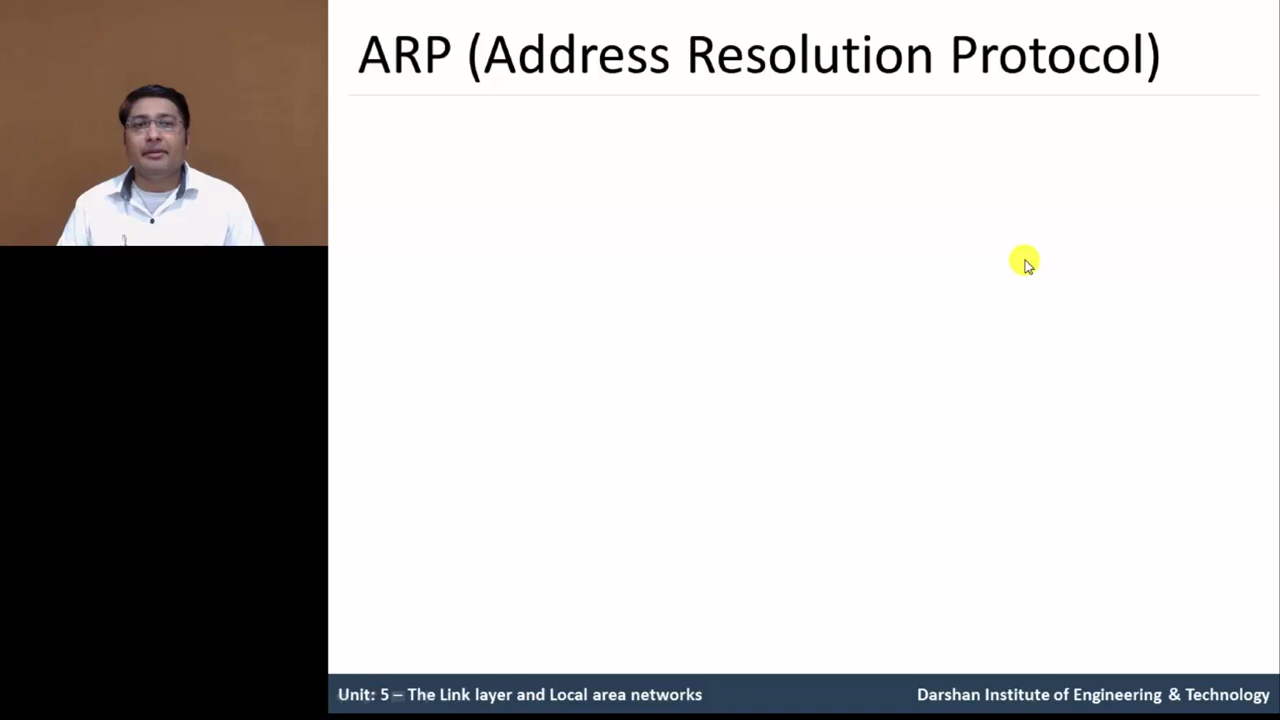 ARP (Address Resolution Protocol)
Unit: 5 – The Link layer and Local area networks
Darshan Institute of Engineering & Technology